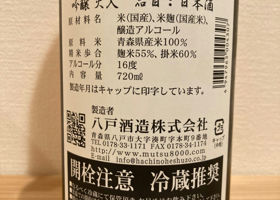 吟醸 品目：日本酒
原材料名 米(国産)、米麹(国産米)、
醸造アルコール
原料米 青森県産米100%
精米歩合 麹米55%、掛米60%
アルコール分 16度
内容量 720ml
製造年月はキャップに印字しています。
製造者
八戸酒造株式会社
青森県八戸市大字湊町字本町9番地
TEL 0178-33-1171 FAX 0178-34-1174
http://www.mutsu8000.com
info@hachinoheshuzo.co.jp
開栓注意 冷蔵推奨